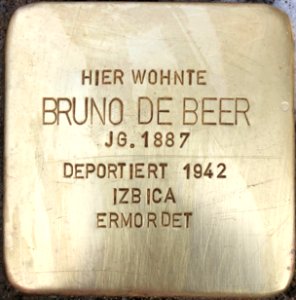 HIER WOHNTE
BRUNO DE BEER
JG. 1887
DEPORTIERT 1942
IZBICA
ERMORDET